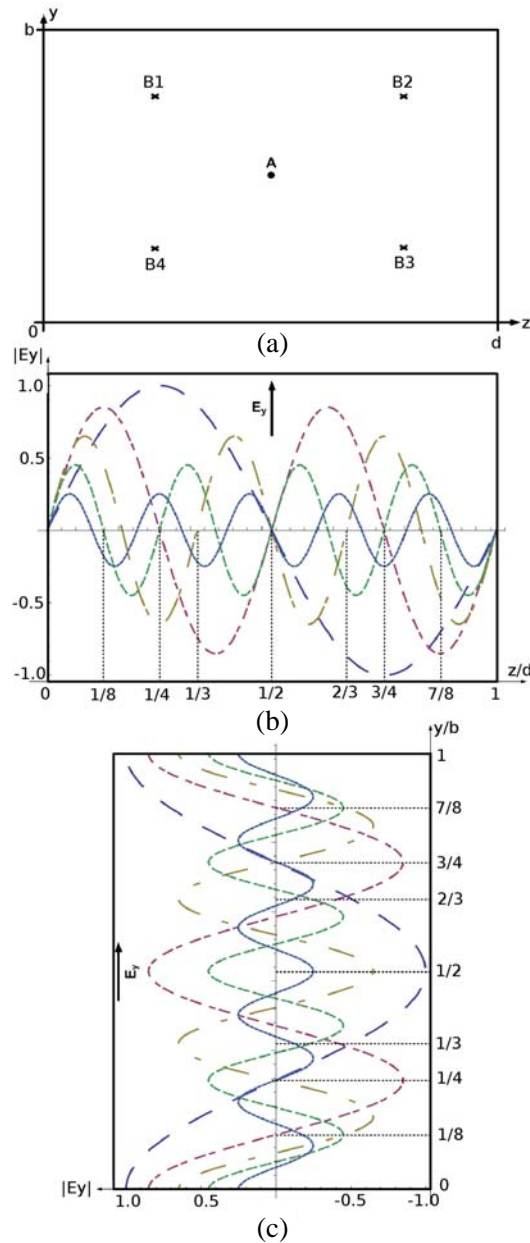 b y
B1 B2
A
B4 B3
0 z
d
(a)
|Ey|
1.0
E_y
0.5
-0.5
-1.0
0 1/8 1/4 1/3 1/2 2/3 3/4 7/8 1 z/d
(b)
y/b
1
7/8
3/4
2/3
E_y 1/2
1/3
1/4
1/8
0
|Ey| 1.0 0.5 -0.5 -1.0
(c)